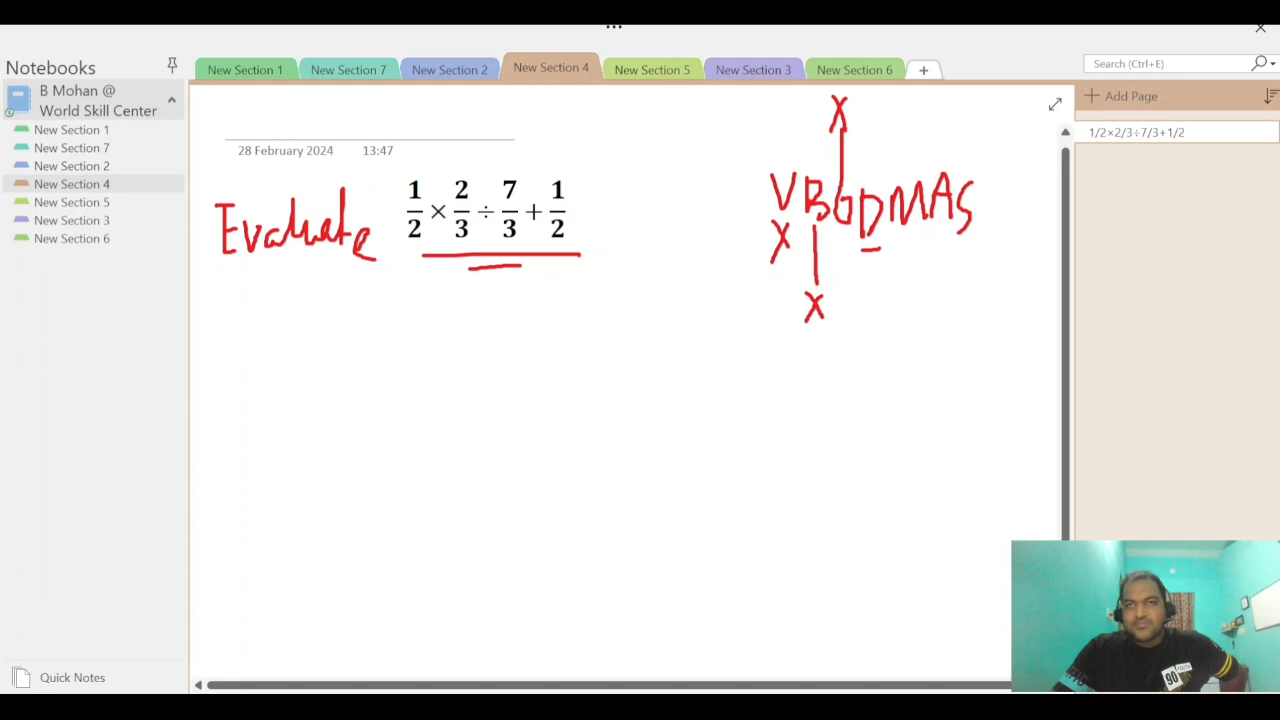 Notebooks
B Mohan @
World Skill Center
New Section 1
New Section 7
New Section 2
New Section 4
New Section 5
New Section 3
New Section 6
Quick Notes
New Section 1 New Section 7 New Section 2 New Section 4 New Section 5 New Section 3 New Section 6 +
Search (Ctrl+E)
28 February 2024 13:47
Evaluate 1/2 × 2/3 ÷ 7/3 + 1/2
X
VBODMAS
X
X
Add Page
1/2×2/3÷7/3+1/2
90